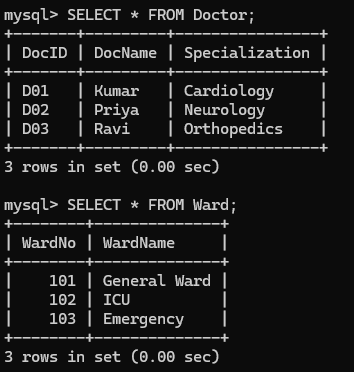 mysql> SELECT * FROM Doctor;
+-------+---------+----------------+
| DocID | DocName | Specialization |
+-------+---------+----------------+
| D01   | Kumar   | Cardiology     |
| D02   | Priya   | Neurology      |
| D03   | Ravi    | Orthopedics    |
+-------+---------+----------------+
3 rows in set (0.00 sec)

mysql> SELECT * FROM Ward;
+--------+--------------+
| WardNo | WardName     |
+--------+--------------+
|    101 | General Ward |
|    102 | ICU          |
|    103 | Emergency    |
+--------+--------------+
3 rows in set (0.00 sec)